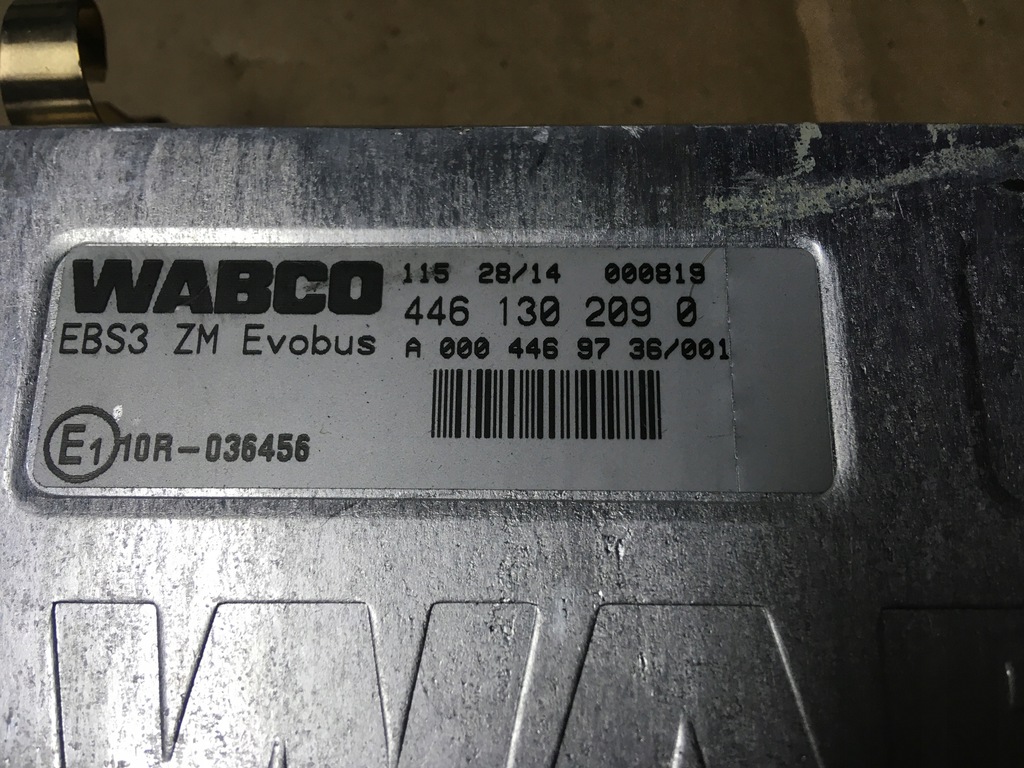 WABCO 115 28/14 000819
446 130 209 0
EBS3 ZM Evobus A 000 446 97 36/001
E1 10R-036456
WA